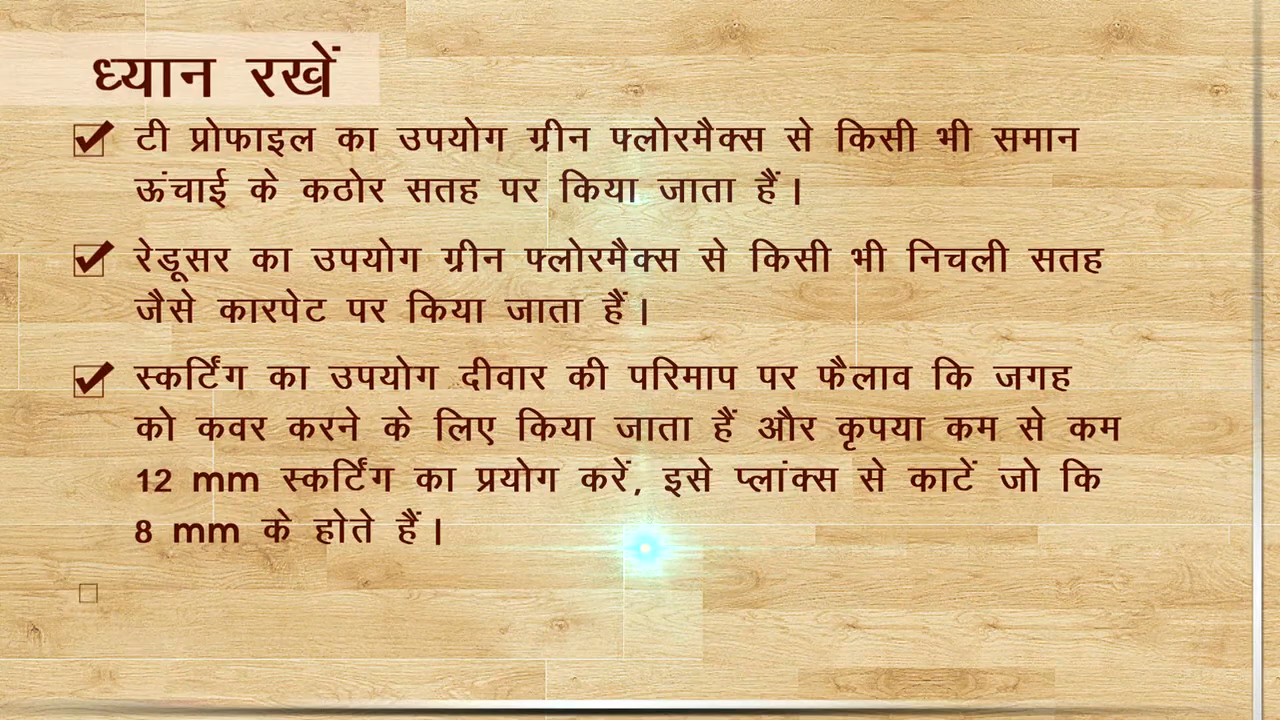 ध्यान रखें
टी प्रोफाइल का उपयोग ग्रीन फ्लोरमैक्स से किसी भी समान
ऊंचाई के कठोर सतह पर किया जाता हैं।
रेडूसर का उपयोग ग्रीन फ्लोरमैक्स से किसी भी निचली सतह
जैसे कारपेट पर किया जाता हैं।
स्कर्टिंग का उपयोग दीवार की परिमाप पर फैलाव कि जगह
को कवर करने के लिए किया जाता हैं और कृपया कम से कम
12 mm स्कर्टिंग का प्रयोग करें, इसे प्लांक्स से काटें जो कि
8 mm के होते हैं।